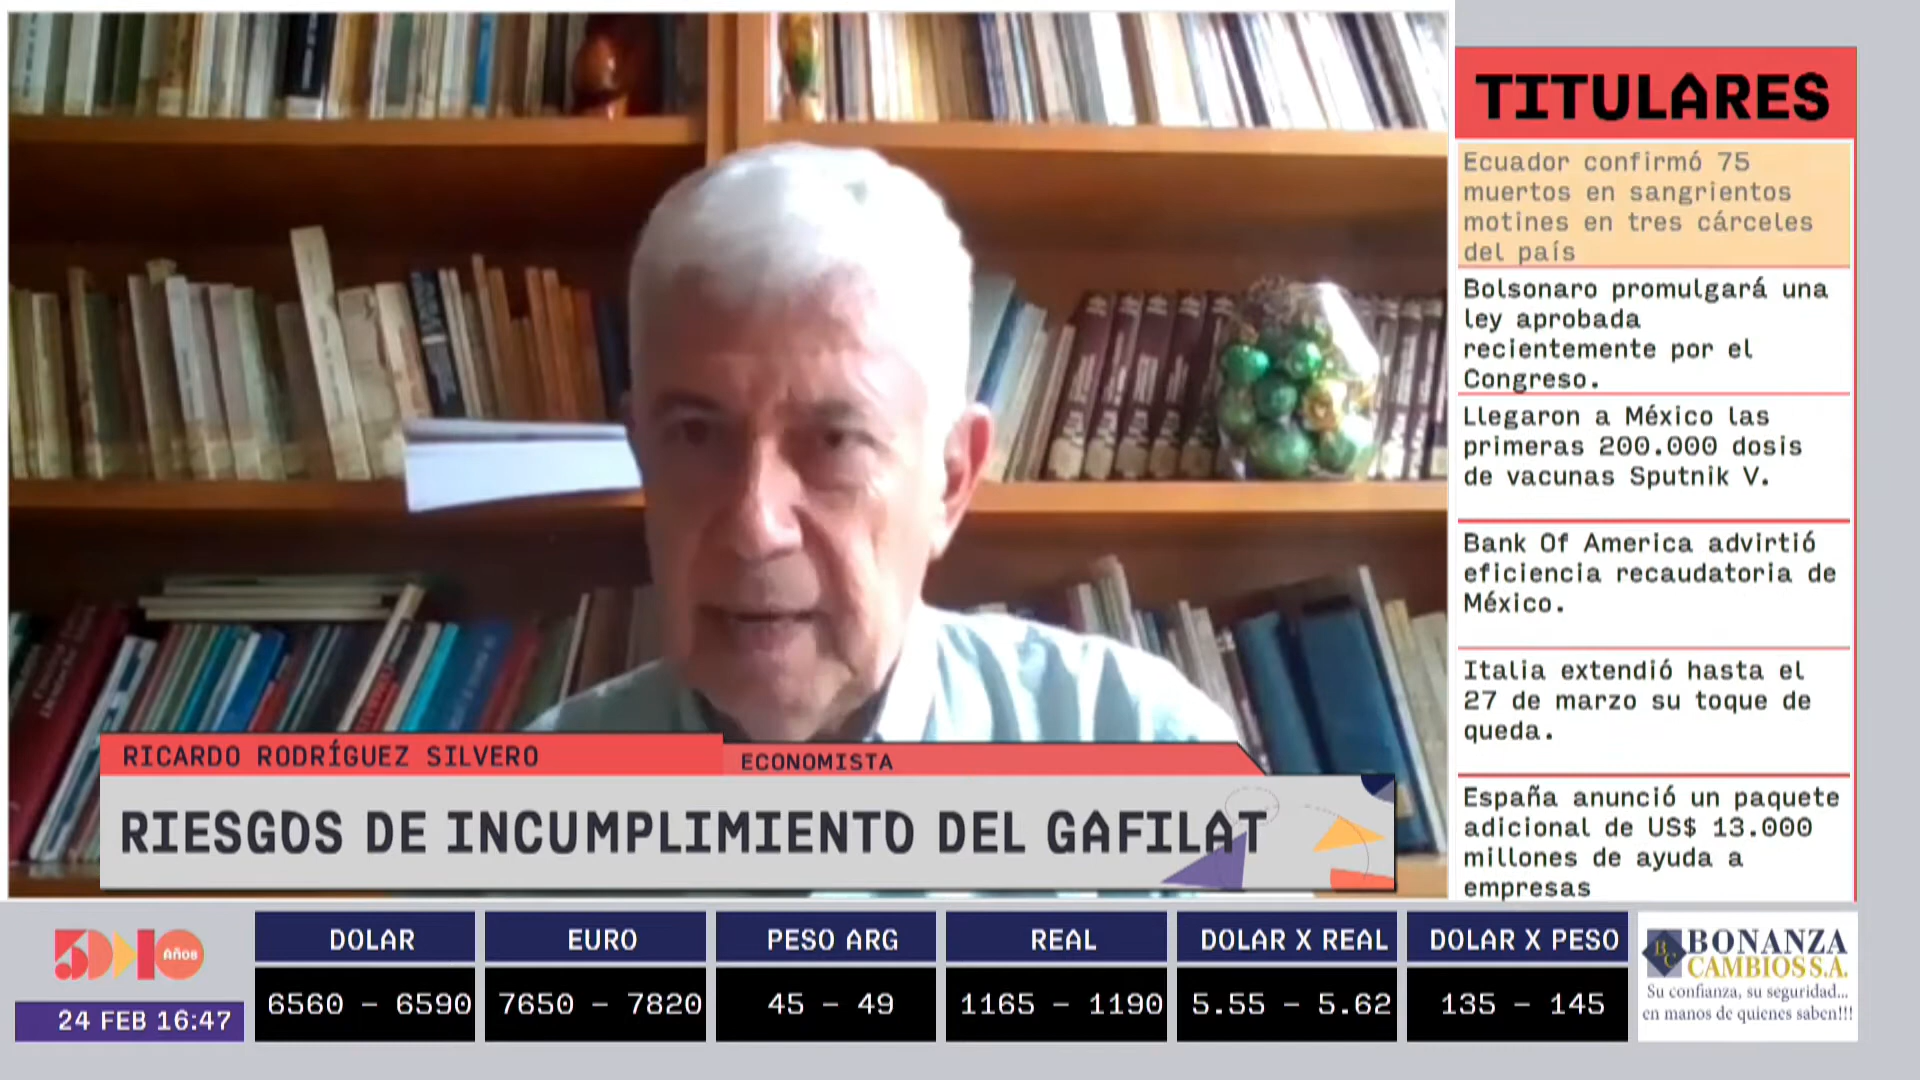 TITULARES
Ecuador confirmó 75
muertos en sangrientos
motines en tres cárceles
del país
Bolsonaro promulgará una
ley aprobada
recientemente por el
Congreso.
Llegaron a México las
primeras 200.000 dosis
de vacunas Sputnik V.
Bank Of America advirtió
eficiencia recaudatoria de
México.
Italia extendió hasta el
27 de marzo su toque de
queda.
España anunció un paquete
adicional de US$ 13.000
millones de ayuda a
empresas
RICARDO RODRÍGUEZ SILVERO
ECONOMISTA
RIESGOS DE INCUMPLIMIENTO DEL GAFILAT
5D 10 Años
24 FEB 16:47
DOLAR
6560 - 6590
EURO
7650 - 7820
PESO ARG
45 - 49
REAL
1165 - 1190
DOLAR X REAL
5.55 - 5.62
DOLAR X PESO
135 - 145
BC BONANZA
CAMBIOS S.A.
Su confianza, su seguridad...
en manos de quienes saben!!!